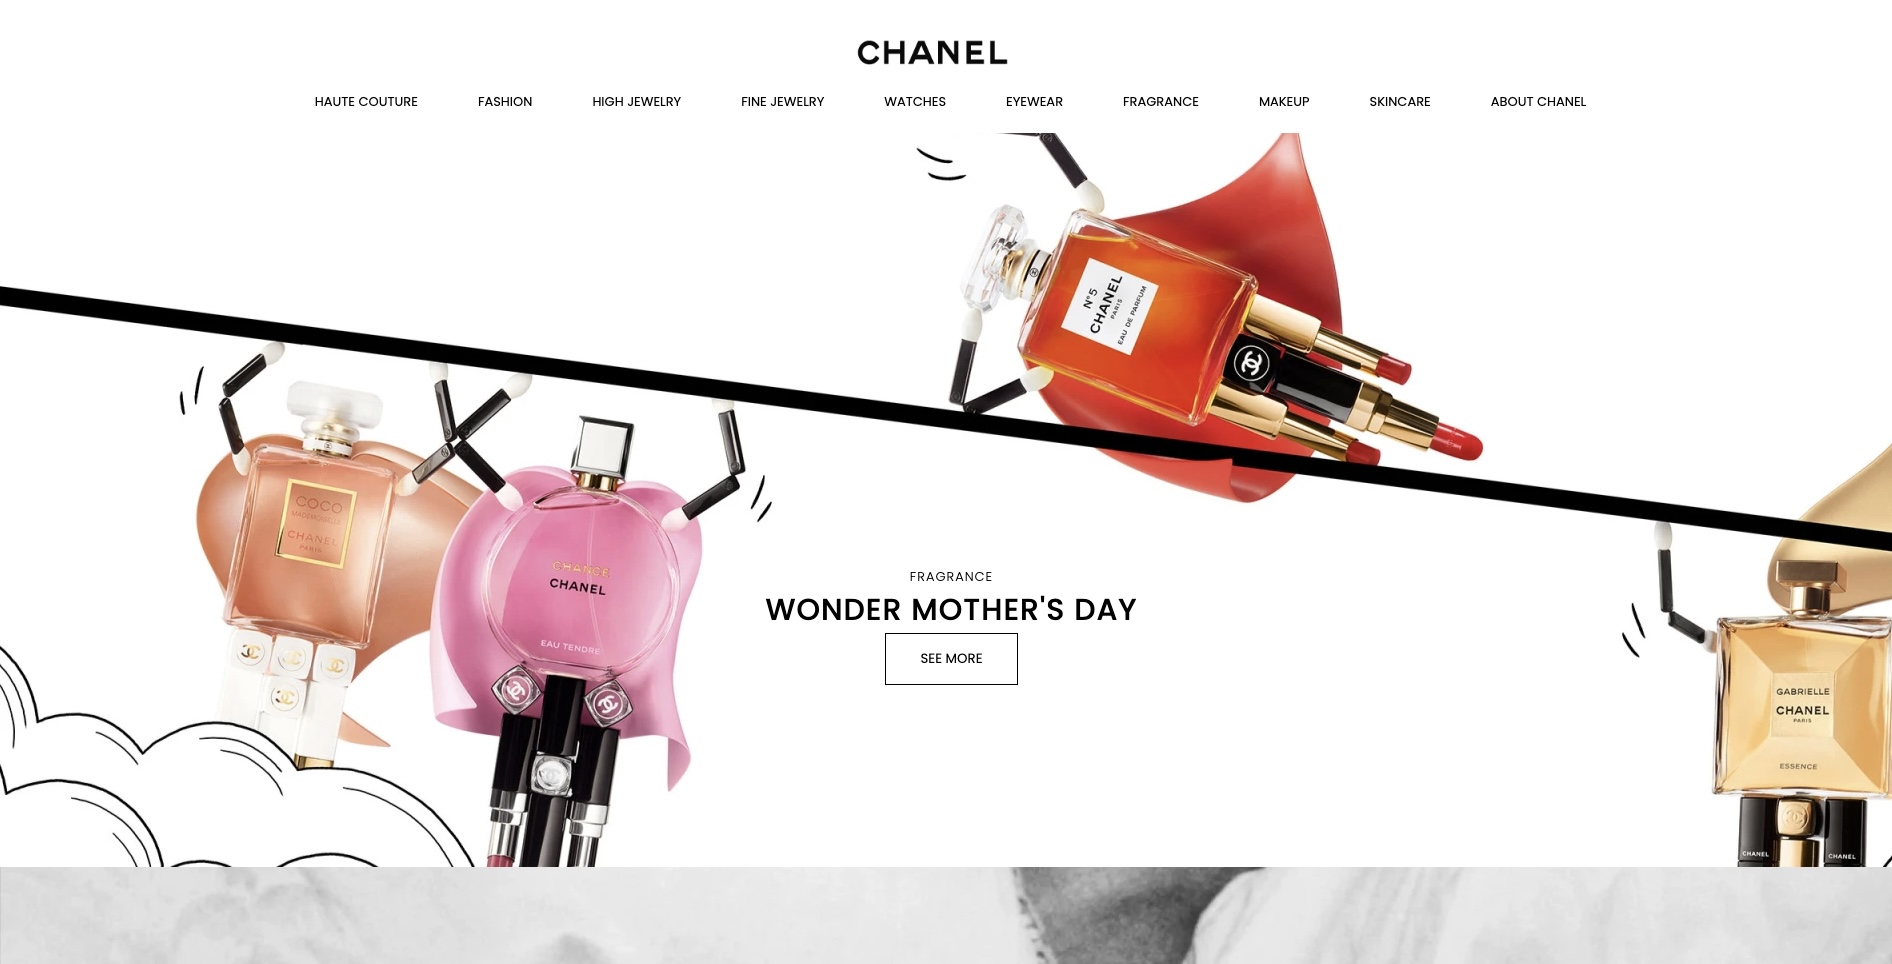 CHANEL
HAUTE COUTURE
FASHION
HIGH JEWELRY
FINE JEWELRY
WATCHES
EYEWEAR
FRAGRANCE
MAKEUP
SKINCARE
ABOUT CHANEL
N°5
CHANEL
PARIS
EAU DE PARFUM
COCO
MADEMOISELLE
CHANEL
PARIS
CHANCE
CHANEL
EAU TENDRE
FRAGRANCE
WONDER MOTHER'S DAY
SEE MORE
GABRIELLE
CHANEL
PARIS
ESSENCE
CHANEL
CHANEL